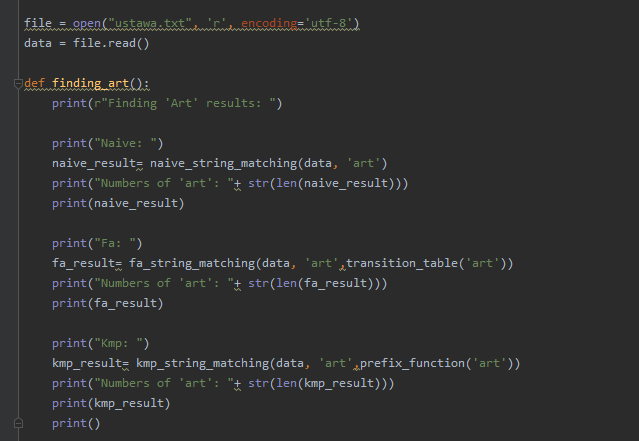 file = open("ustawa.txt", 'r', encoding='utf-8')
data = file.read()
def finding_art():
print(r"Finding 'Art' results: ")
print("Naive: ")
naive_result= naive_string_matching(data, 'art')
print("Numbers of 'art': "+ str(len(naive_result)))
print(naive_result)
print("Fa: ")
fa_result= fa_string_matching(data, 'art',transition_table('art'))
print("Numbers of 'art': "+ str(len(fa_result)))
print(fa_result)
print("Kmp: ")
kmp_result= kmp_string_matching(data, 'art',prefix_function('art'))
print("Numbers of 'art': "+ str(len(kmp_result)))
print(kmp_result)
print()